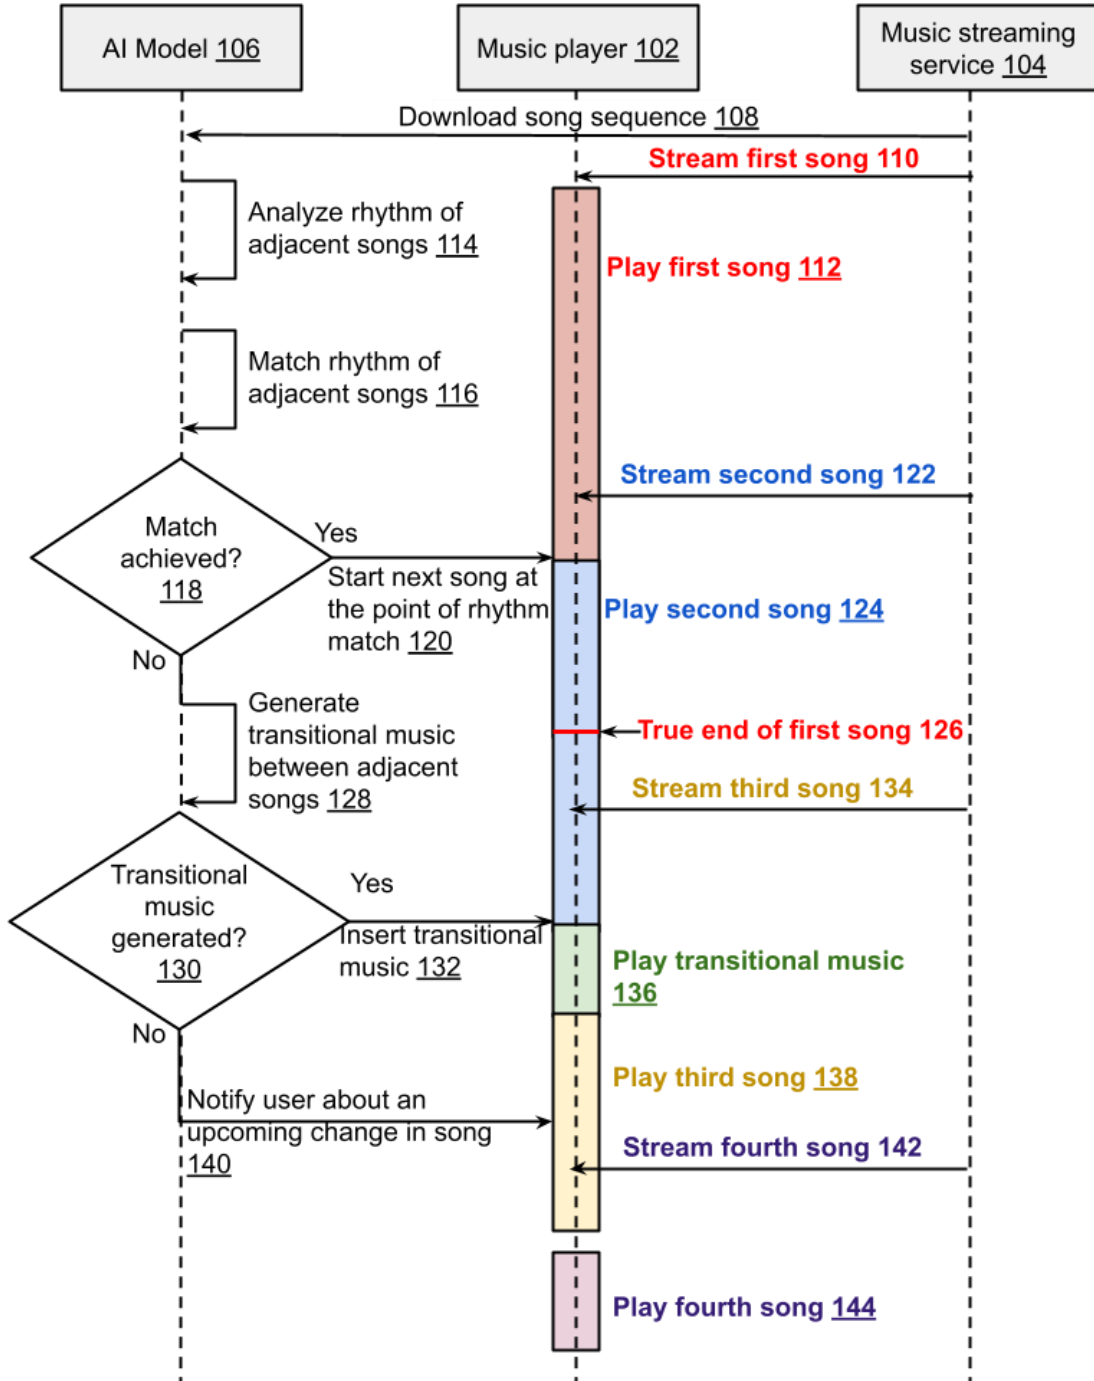 AI Model 106
Music player 102
Music streaming
service 104
Download song sequence 108
Stream first song 110
Analyze rhythm of
adjacent songs 114
Play first song 112
Match rhythm of
adjacent songs 116
Stream second song 122
Match
achieved?
118
Yes
Start next song at
the point of rhythm
match 120
Play second song 124
No
Generate
transitional music
between adjacent
songs 128
True end of first song 126
Stream third song 134
Transitional
music
generated?
130
Yes
Insert transitional
music 132
Play transitional music
136
No
Play third song 138
Notify user about an
upcoming change in song
140
Stream fourth song 142
Play fourth song 144